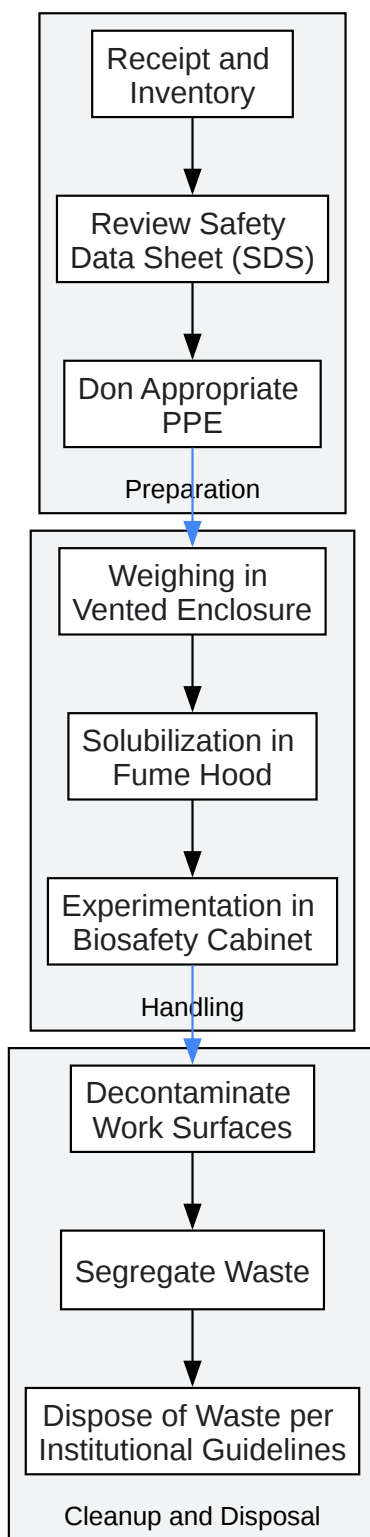 Receipt and
Inventory
Review Safety
Data Sheet (SDS)
Don Appropriate
PPE
Preparation
Weighing in
Vented Enclosure
Solubilization in
Fume Hood
Experimentation in
Biosafety Cabinet
Handling
Decontaminate
Work Surfaces
Segregate Waste
Dispose of Waste per
Institutional Guidelines
Cleanup and Disposal